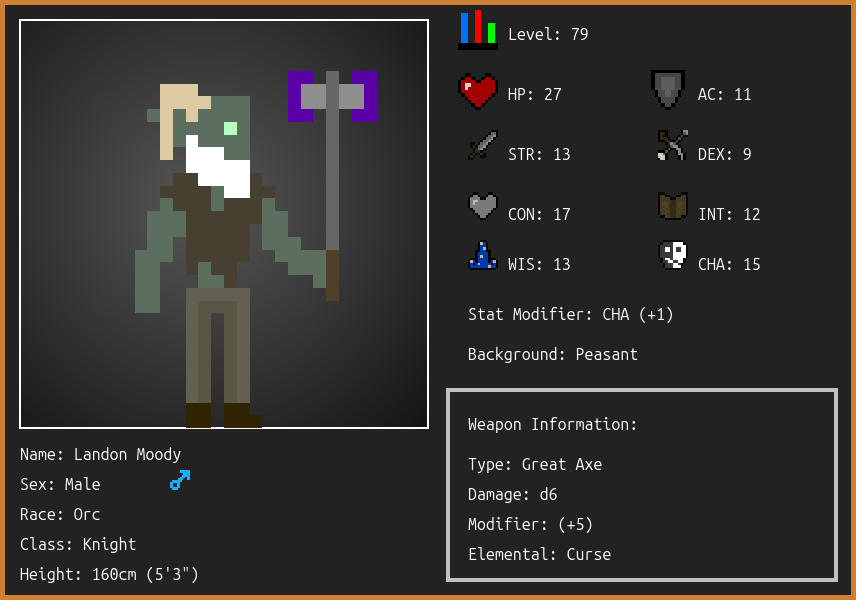 Level: 79
HP: 27
AC: 11
STR: 13
DEX: 9
CON: 17
INT: 12
WIS: 13
CHA: 15
Stat Modifier: CHA (+1)
Background: Peasant
Weapon Information:
Type: Great Axe
Damage: d6
Modifier: (+5)
Elemental: Curse
Name: Landon Moody
Sex: Male
Race: Orc
Class: Knight
Height: 160cm (5'3")